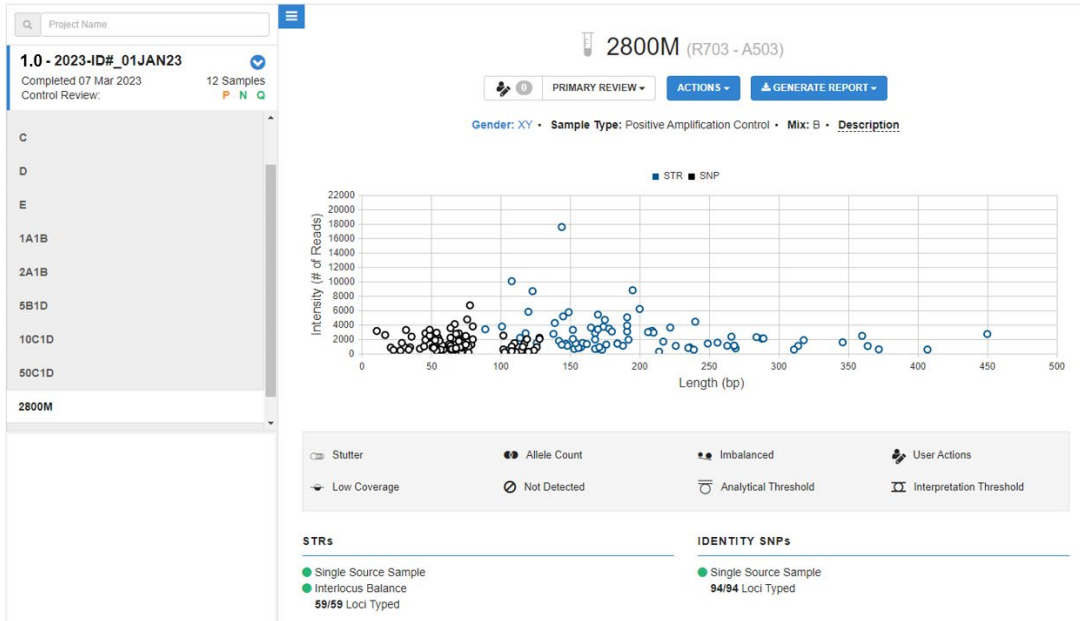 Project Name
1.0 - 2023-ID#_01JAN23
Completed 07 Mar 2023 12 Samples
Control Review: P N Q
C
D
E
1A1B
2A1B
5B1D
10C1D
50C1D
2800M
2800M (R703 - A503)
0 PRIMARY REVIEW ACTIONS GENERATE REPORT
Gender: XY • Sample Type: Positive Amplification Control • Mix: B • Description
STR SNP
Intensity (# of Reads)
22000
20000
18000
16000
14000
12000
10000
8000
6000
4000
2000
0
0 50 100 150 200 250 300 350 400 450 500
Length (bp)
Stutter Allele Count Imbalanced User Actions
Low Coverage Not Detected Analytical Threshold Interpretation Threshold
STRs
Single Source Sample
Interlocus Balance
59/59 Loci Typed
IDENTITY SNPs
Single Source Sample
94/94 Loci Typed